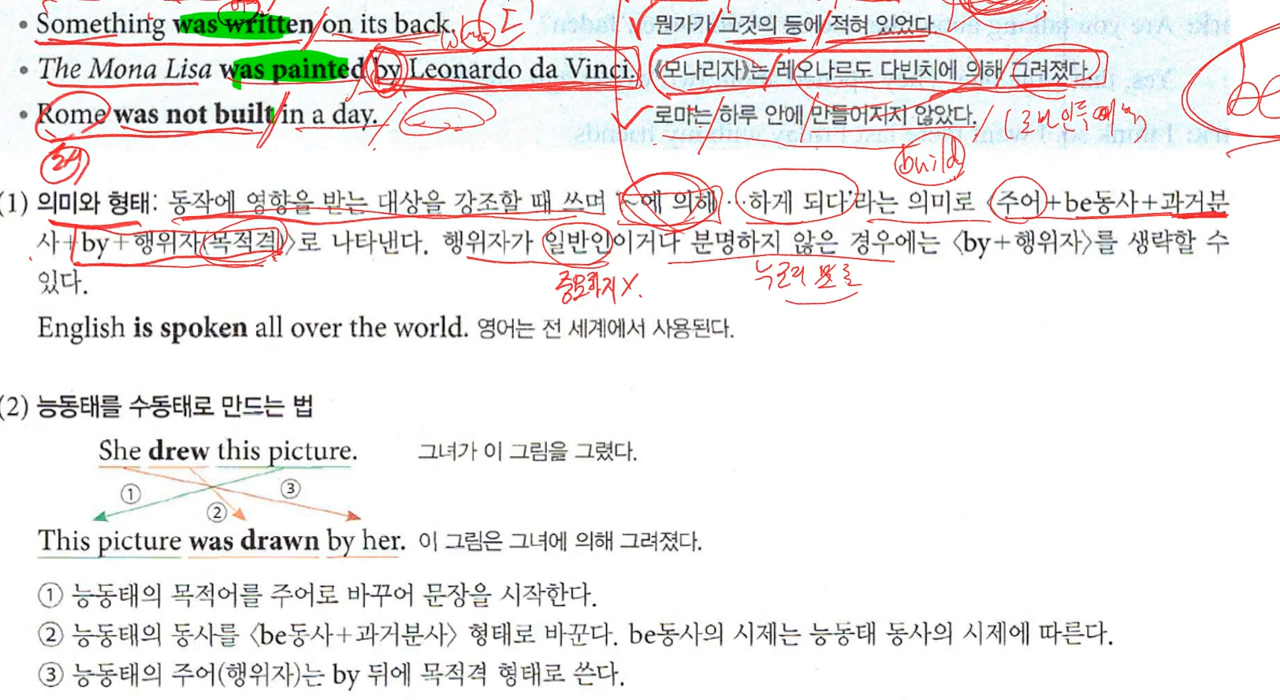 • Something was written on its back. 뭔가가 그것의 등에 적혀 있었다.
• The Mona Lisa was painted by Leonardo da Vinci. 《모나리자》는 레오나르도 다빈치에 의해 그려졌다.
• Rome was not built in a day. 로마는 하루 안에 만들어지지 않았다.
build
(1) 의미와 형태: 동작에 영향을 받는 대상을 강조할 때 쓰며 '~에 의해 …하게 되다'라는 의미로 〈주어+be동사+과거분
사+by+행위자(목적격)〉로 나타낸다. 행위자가 일반인이거나 분명하지 않은 경우에는 〈by+행위자〉를 생략할 수
있다.
중요하지 X.
English is spoken all over the world. 영어는 전 세계에서 사용된다.
(2) 능동태를 수동태로 만드는 법
She drew this picture. 그녀가 이 그림을 그렸다.
① ② ③
This picture was drawn by her. 이 그림은 그녀에 의해 그려졌다.
① 능동태의 목적어를 주어로 바꾸어 문장을 시작한다.
② 능동태의 동사를 〈be동사+과거분사〉 형태로 바꾼다. be동사의 시제는 능동태 동사의 시제에 따른다.
③ 능동태의 주어(행위자)는 by 뒤에 목적격 형태로 쓴다.